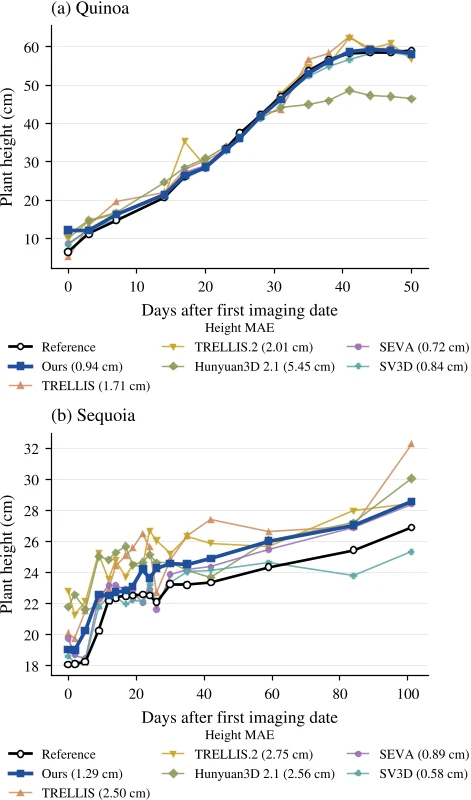 (a) Quinoa
60
50
40
30
20
10
Plant height (cm)
0 10 20 30 40 50
Days after first imaging date
Height MAE
Reference
Ours (0.94 cm)
TRELLIS (1.71 cm)
TRELLIS.2 (2.01 cm)
Hunyuan3D 2.1 (5.45 cm)
SEVA (0.72 cm)
SV3D (0.84 cm)
(b) Sequoia
32
30
28
26
24
22
20
18
Plant height (cm)
0 20 40 60 80 100
Days after first imaging date
Height MAE
Reference
Ours (1.29 cm)
TRELLIS (2.50 cm)
TRELLIS.2 (2.75 cm)
Hunyuan3D 2.1 (2.56 cm)
SEVA (0.89 cm)
SV3D (0.58 cm)